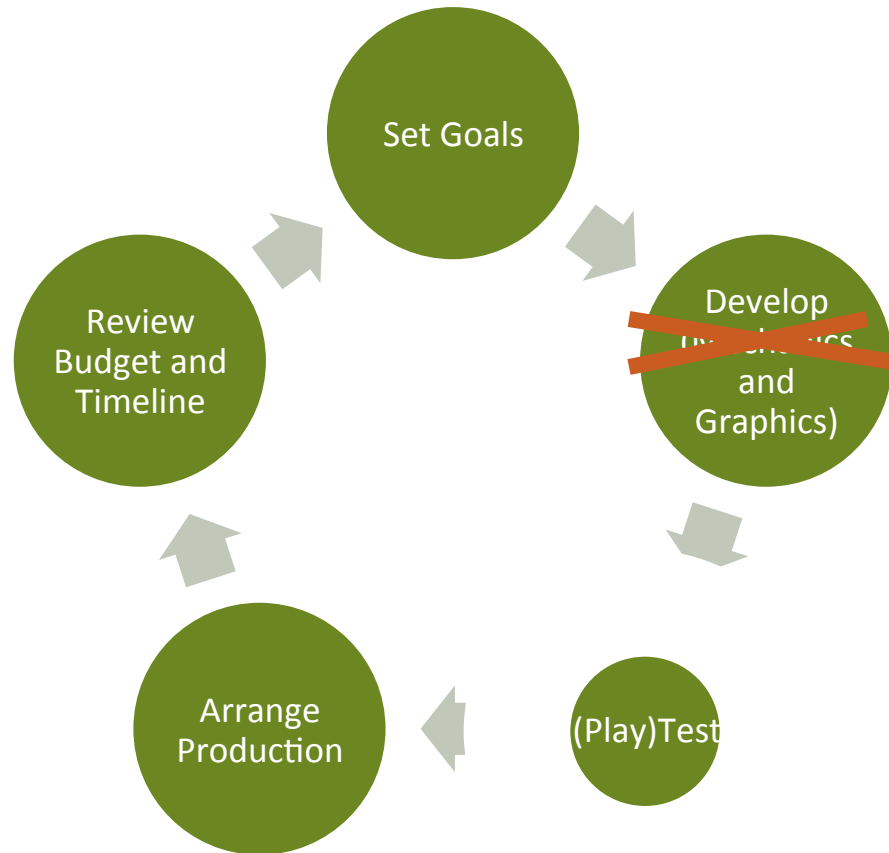 Set Goals
Develop
and
Graphics)
(Play)Test
Arrange
Production
Review
Budget and
Timeline